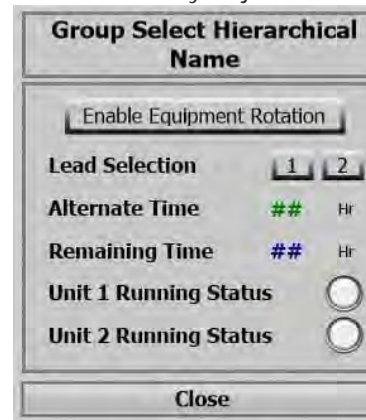 Group Select Hierarchical
Name
Enable Equipment Rotation
Lead Selection 1 2
Alternate Time ## Hr
Remaining Time ## Hr
Unit 1 Running Status
Unit 2 Running Status
Close